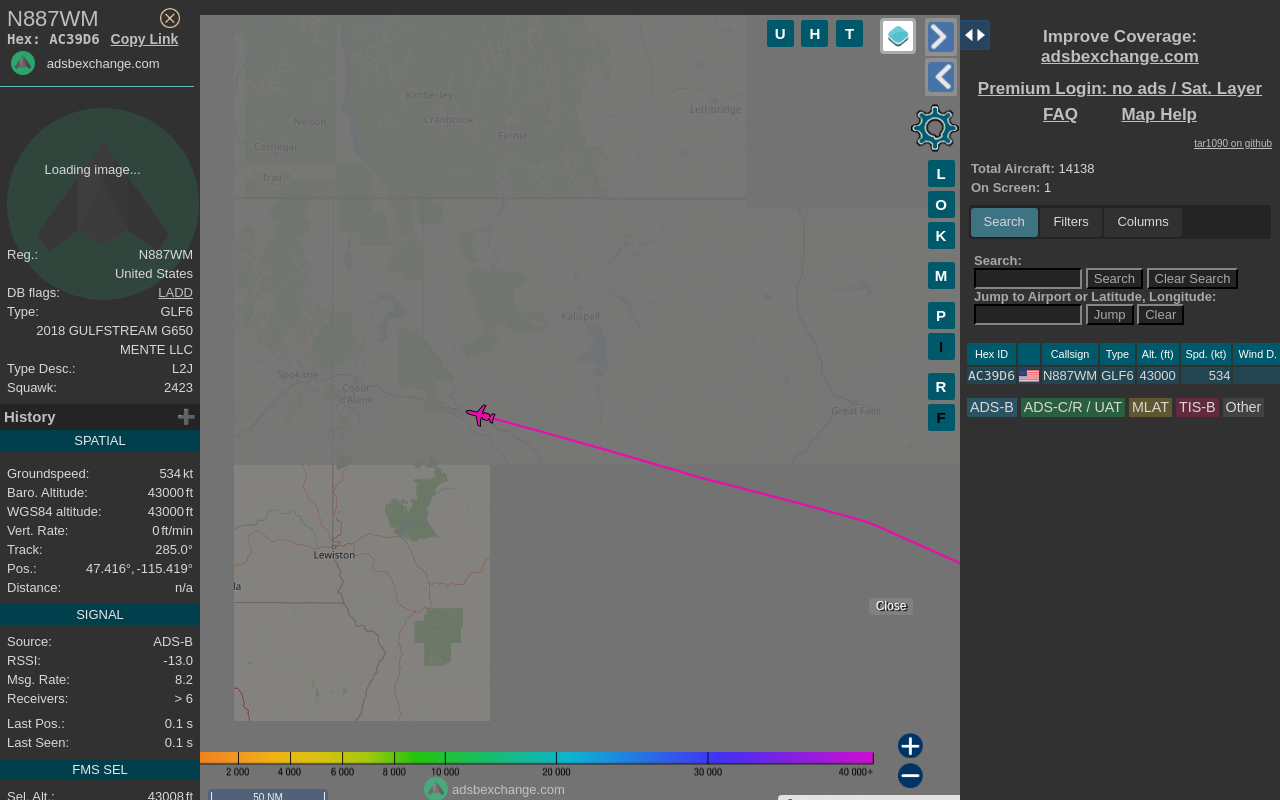 N887WM
Hex: AC39D6 Copy Link
adsbexchange.com
Loading image...
Reg.: N887WM
United States
DB flags: LADD
Type: GLF6
2018 GULFSTREAM G650
MENTE LLC
Type Desc.: L2J
Squawk: 2423
History
SPATIAL
Groundspeed: 534 kt
Baro. Altitude: 43000 ft
WGS84 altitude: 43000 ft
Vert. Rate: 0 ft/min
Track: 285.0°
Pos.: 47.416°, -115.419°
Distance: n/a
SIGNAL
Source: ADS-B
RSSI: -13.0
Msg. Rate: 8.2
Receivers: > 6
Last Pos.: 0.1 s
Last Seen: 0.1 s
FMS SEL
Sel. Alt.: 43008 ft
U H T
L
O
K
M
P
I
R
F
Kimberley
Cranbrook
Lethbridge
Nelson
Fernie
Castlegar
Trail
Kalispell
Spokane
Coeur
d'Alene
Great Falls
Lewiston
la
Close
2 000 4 000 6 000 8 000 10 000 20 000 30 000 40 000+
adsbexchange.com
50 NM
Improve Coverage:
adsbexchange.com
Premium Login: no ads / Sat. Layer
FAQ Map Help
tar1090 on github
Total Aircraft: 14138
On Screen: 1
Search Filters Columns
Search:
Search Clear Search
Jump to Airport or Latitude, Longitude:
Jump Clear
Hex ID Callsign Type Alt. (ft) Spd. (kt) Wind D.
AC39D6 N887WM GLF6 43000 534
ADS-B ADS-C/R / UAT MLAT TIS-B Other